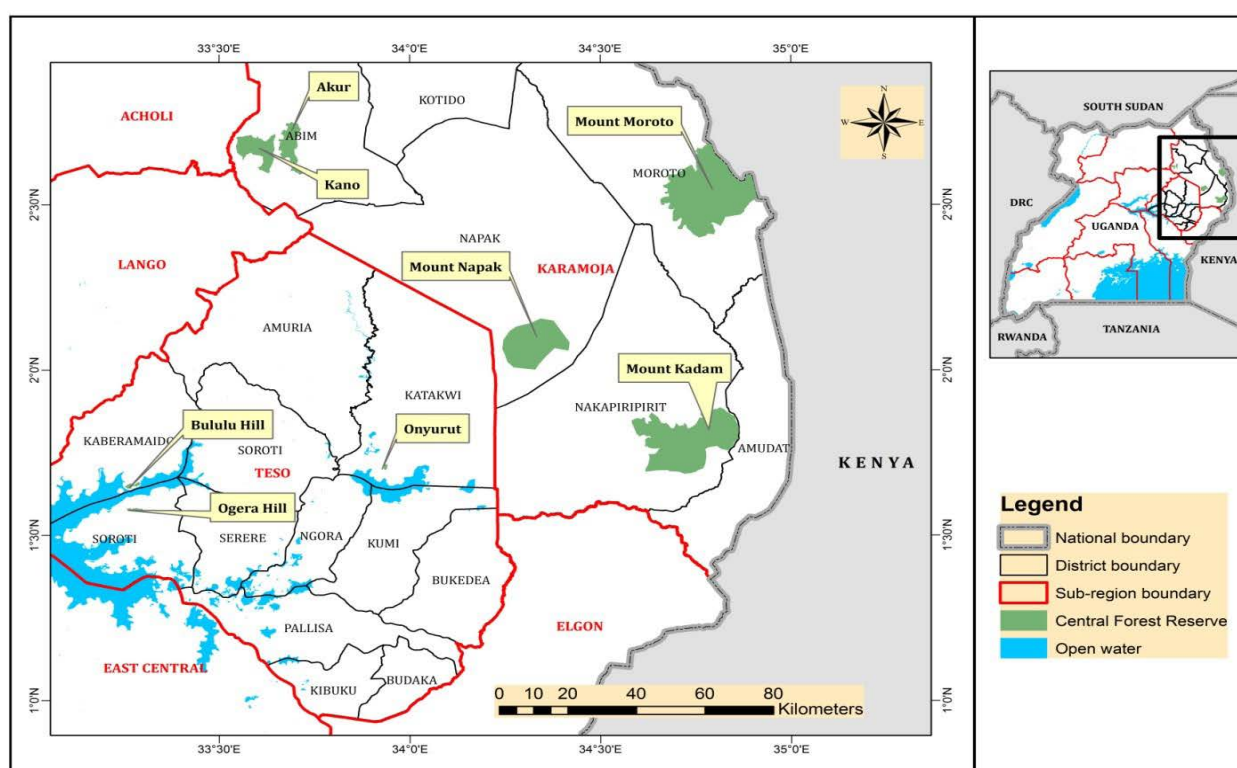 33°30'E
34°0'E
34°30'E
35°0'E
Akur
KOTIDO
ACHOLI
ABIM
Mount Moroto
N
W
E
S
Kano
MOROTO
2°30'N
2°30'N
NAPAK
LANGO
Mount Napak
KARAMOJA
AMURIA
2°0'N
2°0'N
Mount Kadam
KATAKWI
NAKAPIRIPIRIT
Bululu Hill
Onyurut
KABERAMAIDO
SOROTI
AMUDAT
TESO
KENYA
Ogera Hill
1°30'N
1°30'N
SOROTI
SERERE
NGORA
KUMI
BUKEDEA
PALLISA
ELGON
EAST CENTRAL
BUDAKA
KIBUKU
0 10 20 40 60 80
Kilometers
1°0'N
1°0'N
33°30'E
34°0'E
34°30'E
35°0'E
SOUTH SUDAN
DRC
UGANDA
KENYA
TANZANIA
RWANDA
Legend
National boundary
District boundary
Sub-region boundary
Central Forest Reserve
Open water